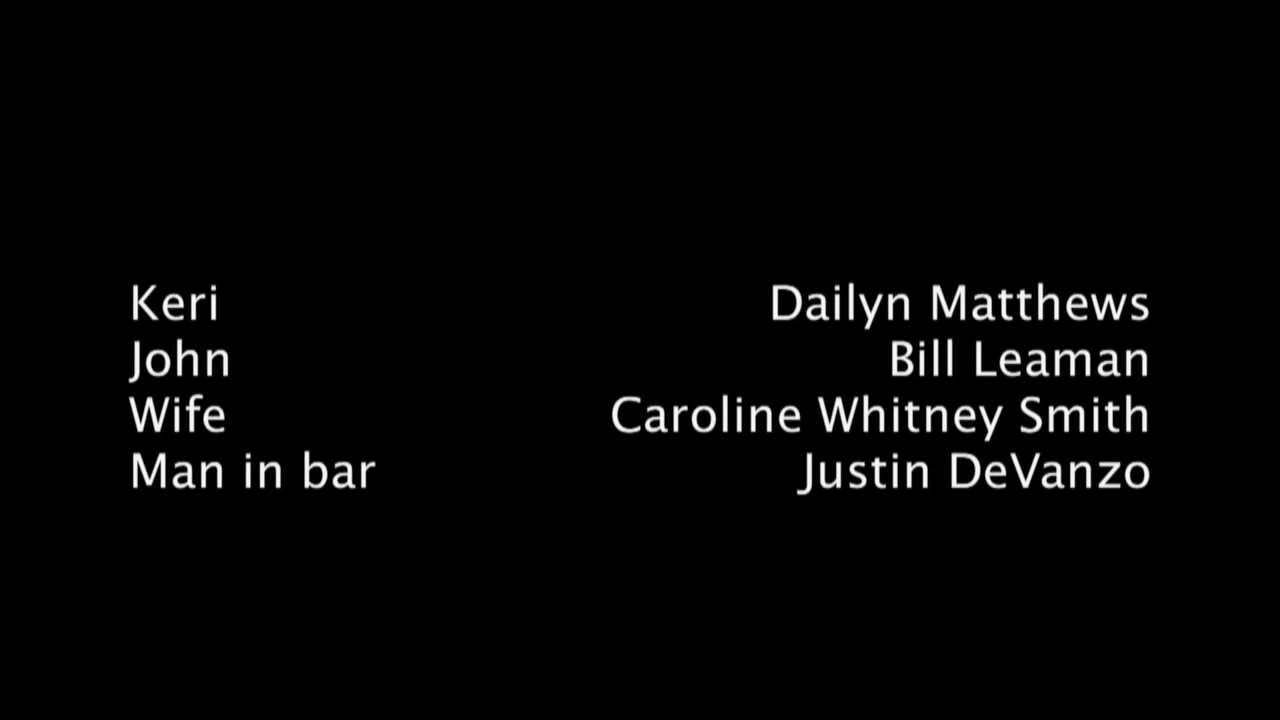 Keri Dailyn Matthews
John Bill Leaman
Wife Caroline Whitney Smith
Man in bar Justin DeVanzo